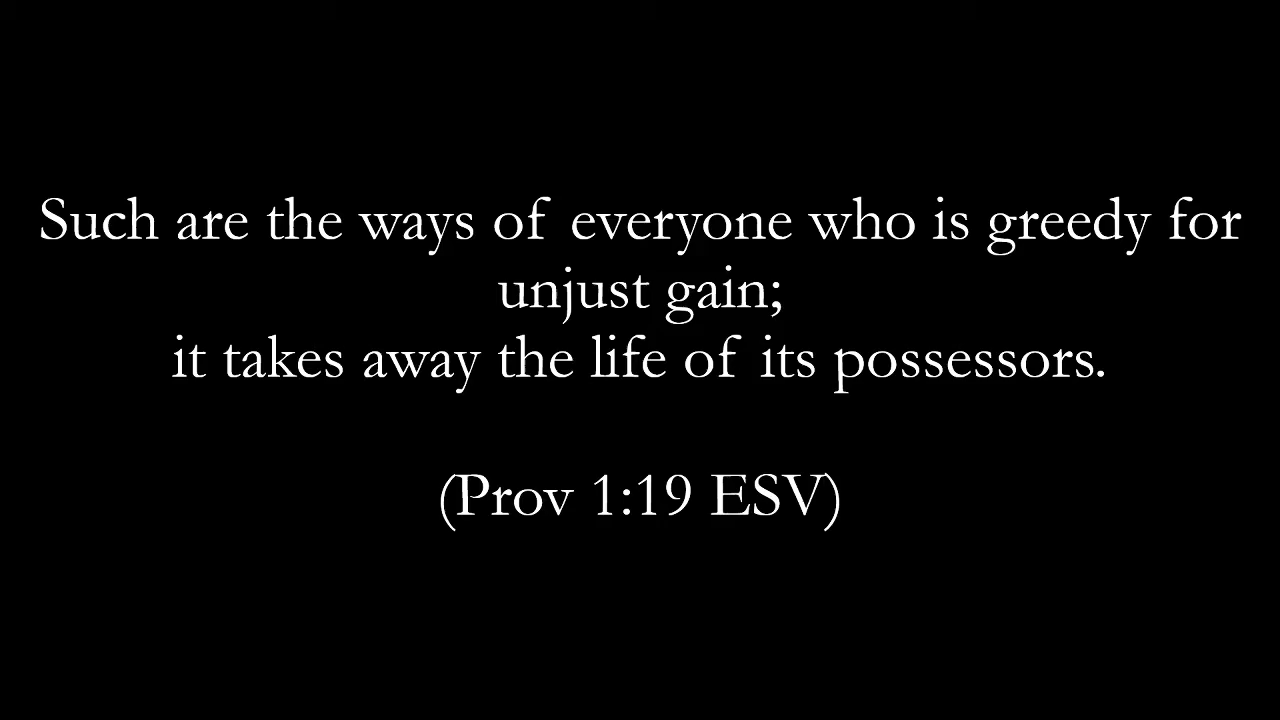 Such are the ways of everyone who is greedy for
unjust gain;
it takes away the life of its possessors.
(Prov 1:19 ESV)